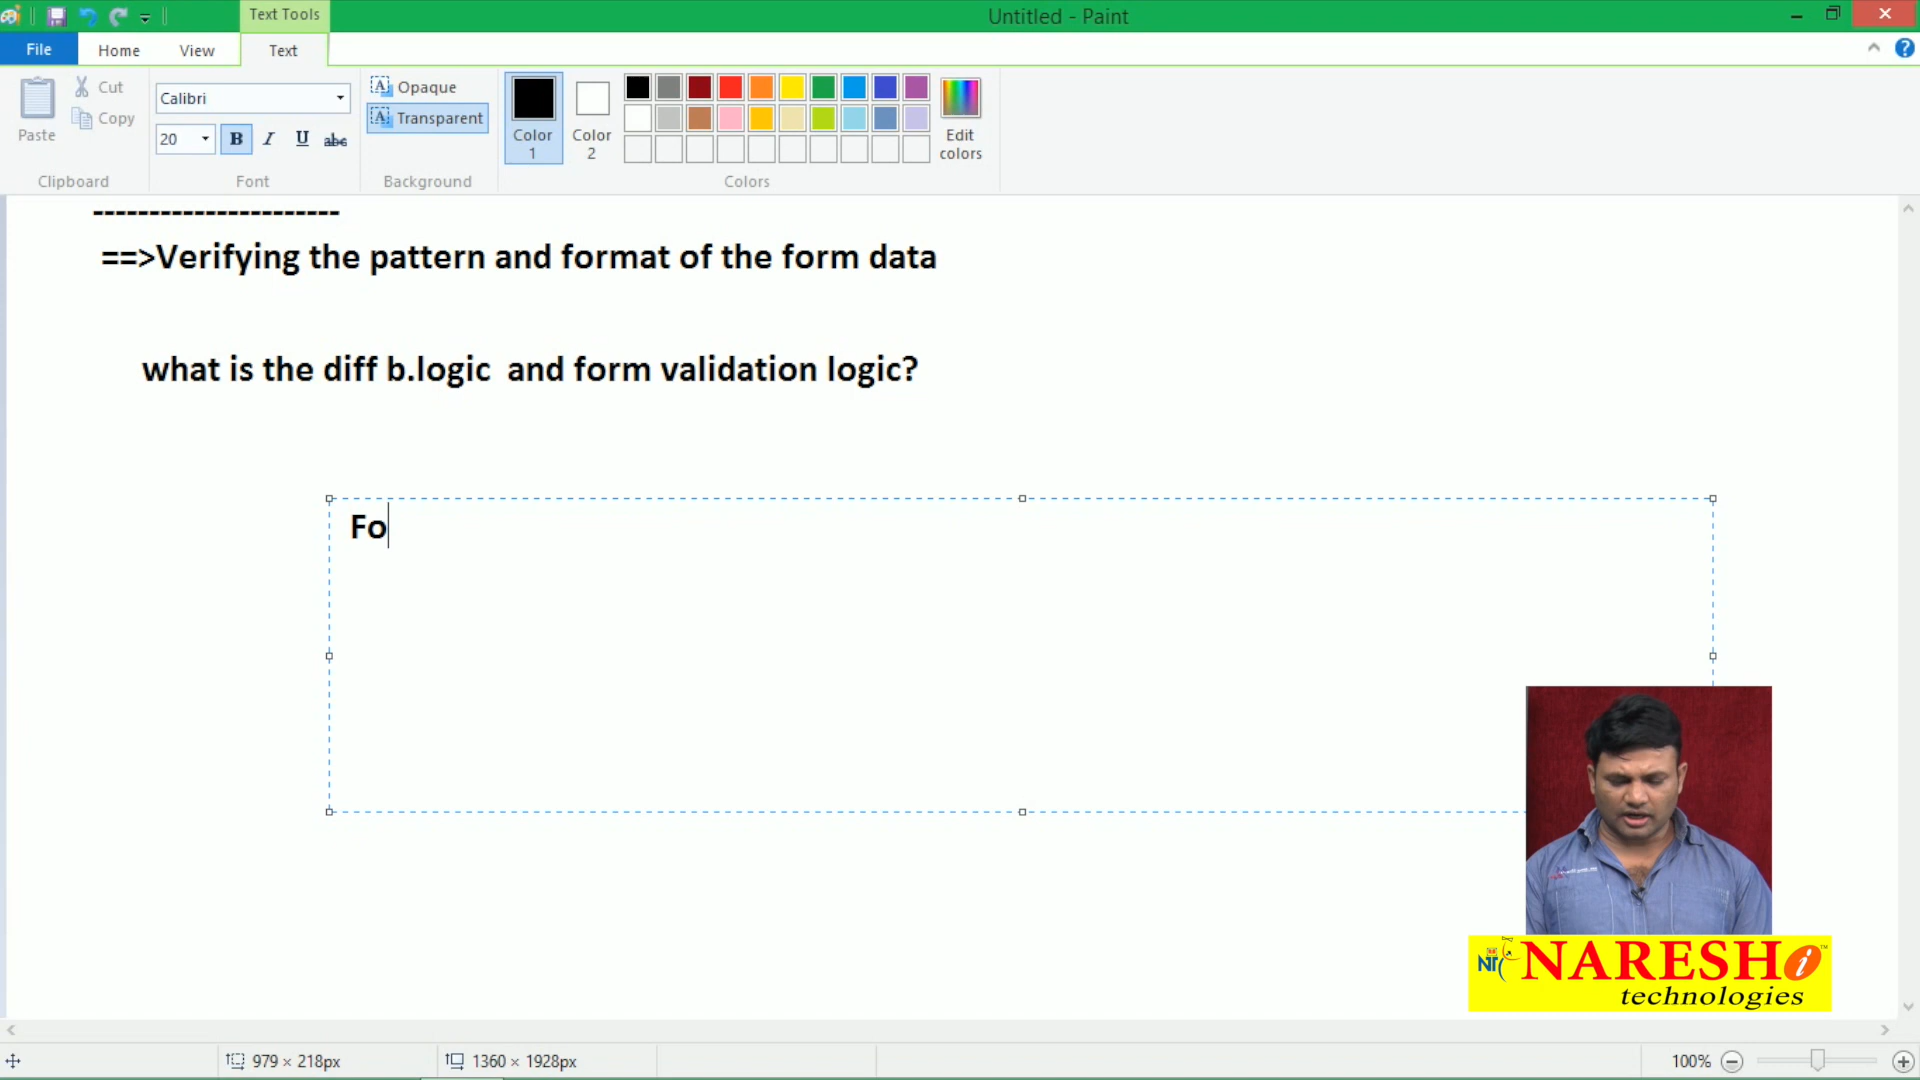 Text Tools
Untitled - Paint
File
Home
View
Text
Paste
Cut
Copy
Clipboard
Calibri
20
B
I
U
abc
Font
Opaque
Transparent
Background
Color
1
Color
2
Edit
colors
Colors
---------------------
==>Verifying the pattern and format of the form data
what is the diff b.logic  and form validation logic?
Fo
NARESH i
technologies
979 × 218px
1360 × 1928px
100%